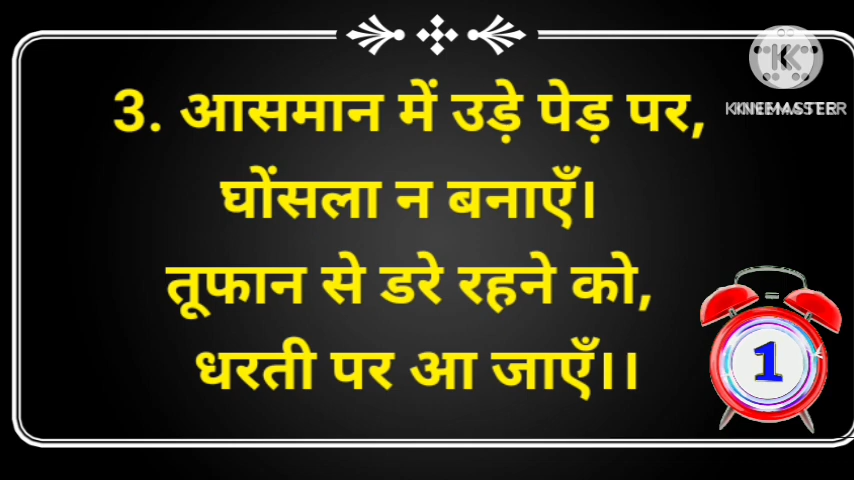 3. आसमान में उड़े पेड़ पर,
घोंसला न बनाएँ।
तूफान से डरे रहने को,
धरती पर आ जाएँ।।
KINEMASTER
1